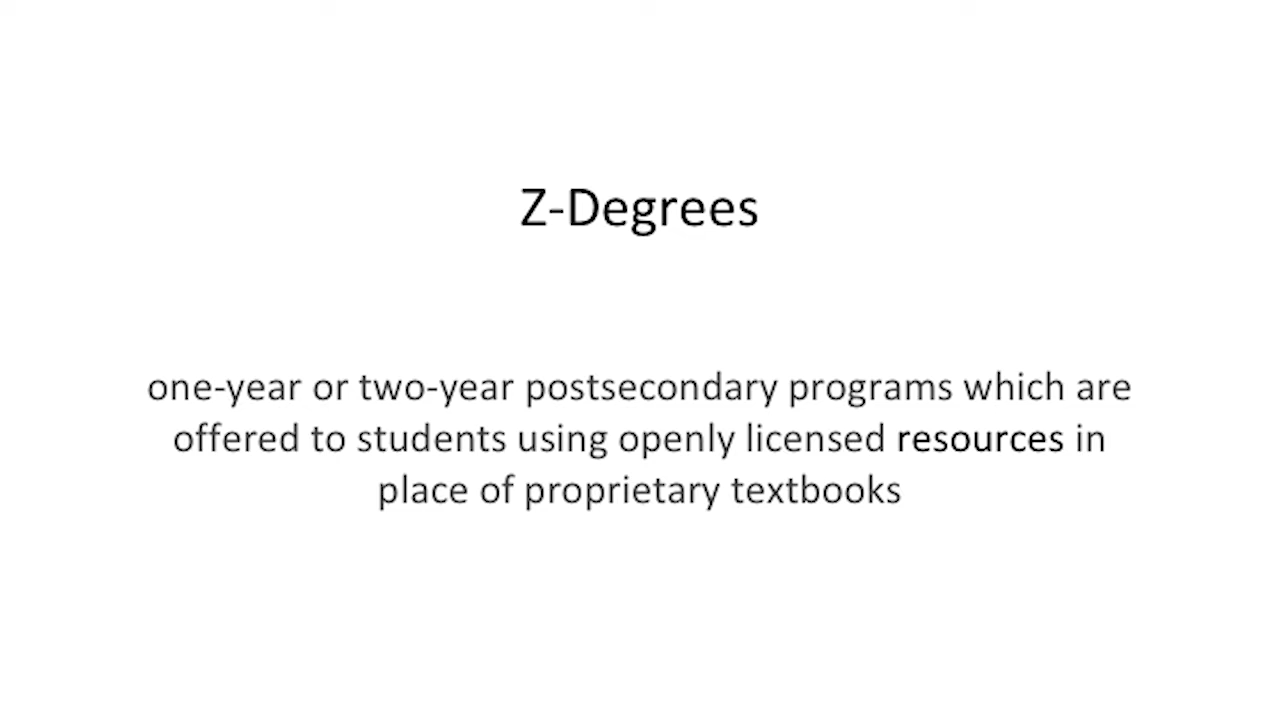 Z-Degrees
one-year or two-year postsecondary programs which are
offered to students using openly licensed resources in
place of proprietary textbooks